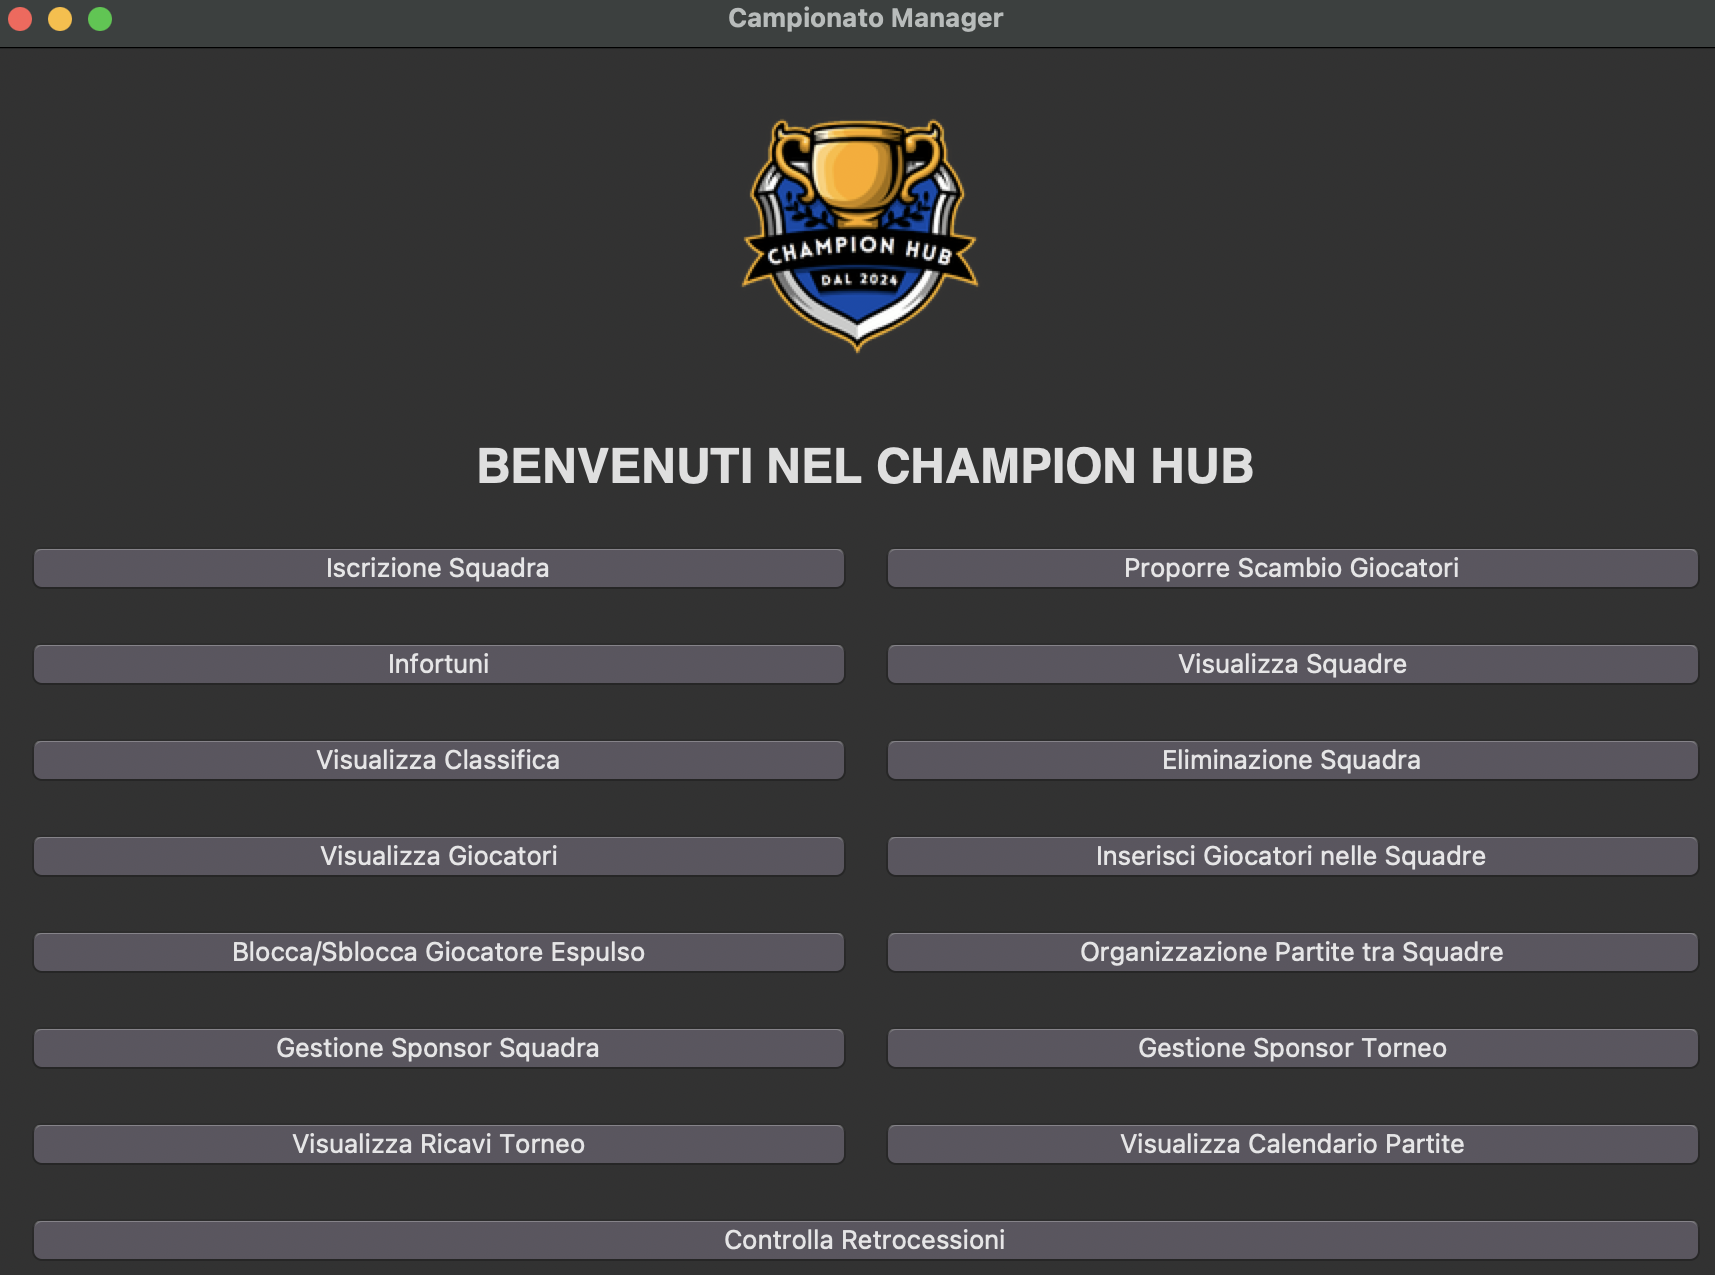 Campionato Manager
CHAMPION HUB
DAL 2024
BENVENUTI NEL CHAMPION HUB
Iscrizione Squadra
Proporre Scambio Giocatori
Infortuni
Visualizza Squadre
Visualizza Classifica
Eliminazione Squadra
Visualizza Giocatori
Inserisci Giocatori nelle Squadre
Blocca/Sblocca Giocatore Espulso
Organizzazione Partite tra Squadre
Gestione Sponsor Squadra
Gestione Sponsor Torneo
Visualizza Ricavi Torneo
Visualizza Calendario Partite
Controlla Retrocessioni